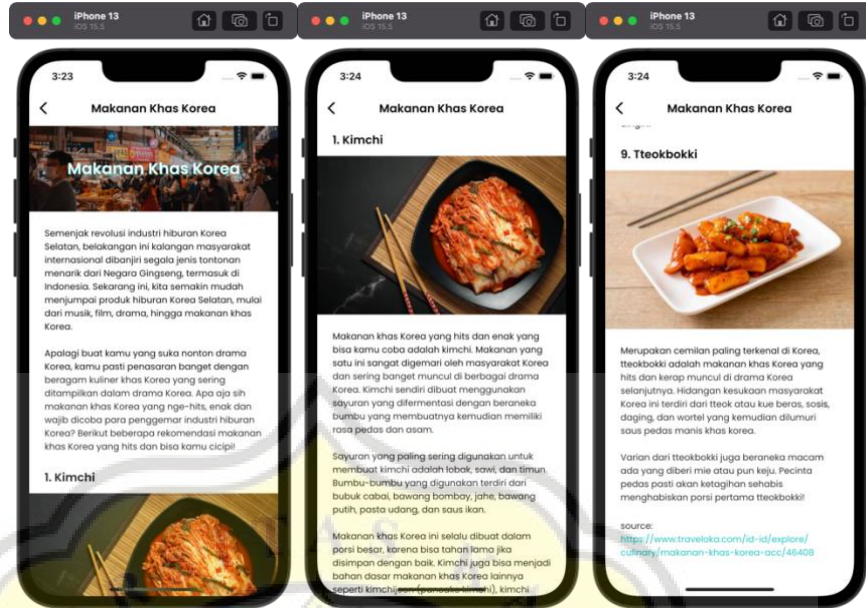 iPhone 13
iOS 15.5
3:23
Makanan Khas Korea
Makanan Khas Korea
Semenjak revolusi industri hiburan Korea
Selatan, belakangan ini kalangan masyarakat
internasional dibanjiri segala jenis tontonan
menarik dari Negara Gingseng, termasuk di
Indonesia. Sekarang ini, kita semakin mudah
menjumpai produk hiburan Korea Selatan, mulai
dari musik, film, drama, hingga makanan khas
Korea.
Apalagi buat kamu yang suka nonton drama
Korea, kamu pasti penasaran banget dengan
beragam kuliner khas Korea yang sering
ditampilkan dalam drama Korea. Apa aja sih
makanan khas Korea yang nge-hits, enak dan
wajib dicoba para penggemar industri hiburan
Korea? Berikut beberapa rekomendasi makanan
khas Korea yang hits dan bisa kamu cicipi!
1. Kimchi
iPhone 13
iOS 15.5
3:24
Makanan Khas Korea
1. Kimchi
Makanan khas Korea yang hits dan enak yang
bisa kamu coba adalah kimchi. Makanan yang
satu ini sangat digemari oleh masyarakat Korea
dan sering banget muncul di berbagai drama
Korea. Kimchi sendiri dibuat menggunakan
sayuran yang difermentasi dengan beraneka
bumbu yang membuatnya kemudian memiliki
rasa pedas dan asam.
Sayuran yang paling sering digunakan untuk
membuat kimchi adalah lobak, sawi, dan timun.
Bumbu-bumbu yang digunakan terdiri dari
bubuk cabai, bawang bombay, jahe, bawang
putih, pasta udang, dan saus ikan.
Makanan khas Korea ini selalu dibuat dalam
porsi besar, karena bisa tahan lama jika
disimpan dengan baik. Kimchi juga bisa menjadi
bahan dasar makanan khas Korea lainnya
seperti kimchijeon (pancake kimchi), kimchi
iPhone 13
iOS 15.5
3:24
Makanan Khas Korea
9. Tteokbokki
Merupakan cemilan paling terkenal di Korea,
tteokbokki adalah makanan khas Korea yang
hits dan kerap muncul di drama Korea
selanjutnya. Hidangan kesukaan masyarakat
Korea ini terdiri dari tteok atau kue beras, sosis,
daging, dan wortel yang kemudian dilumuri
saus pedas manis khas korea.
Varian dari tteokbokki juga beraneka macam
ada yang diberi mie atau pun keju. Pecinta
pedas pasti akan ketagihan sehabis
menghabiskan porsi pertama tteokbokki!
source:
https://www.traveloka.com/id-id/explore/
culinary/makanan-khas-korea-acc/46408